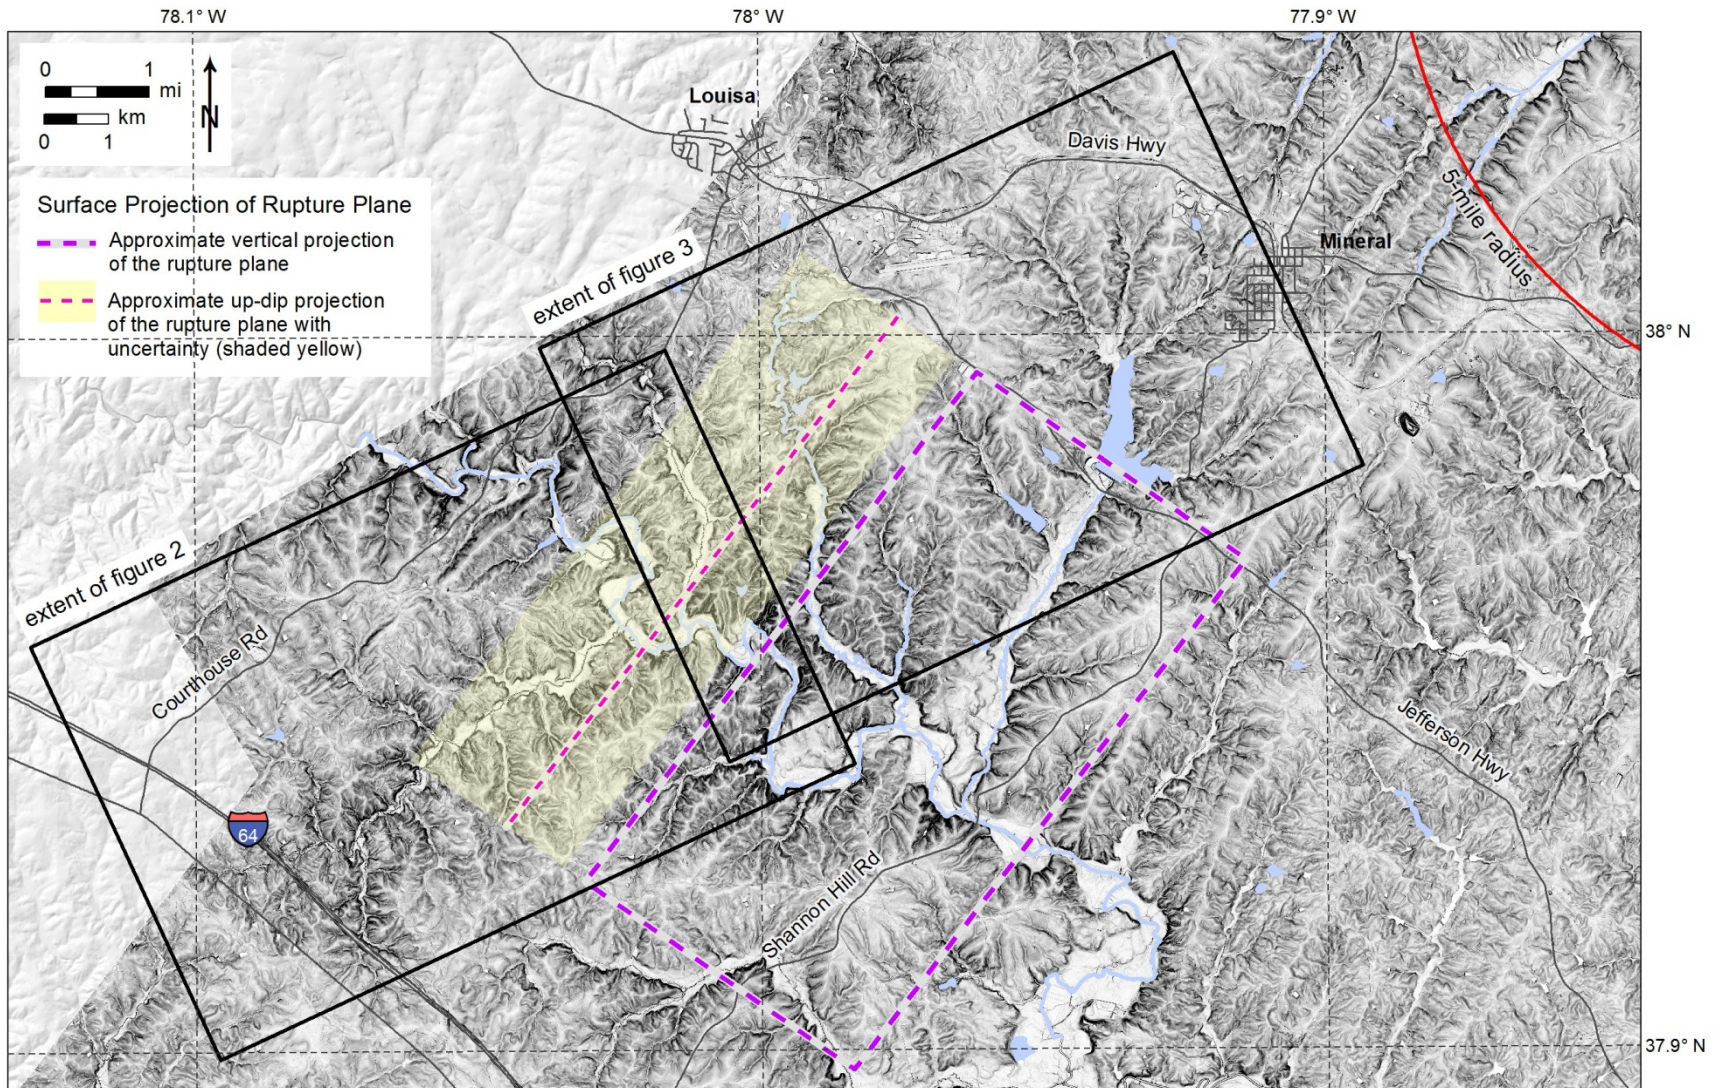 78.1° W
78° W
77.9° W
0 1
mi
km
0 1
N
Louisa
Davis Hwy
5-mile radius
Mineral
Surface Projection of Rupture Plane
Approximate vertical projection
of the rupture plane
Approximate up-dip projection
of the rupture plane with
uncertainty (shaded yellow)
extent of figure 3
38° N
extent of figure 2
Courthouse Rd
Jefferson Hwy
64
Shannon Hill Rd
37.9° N